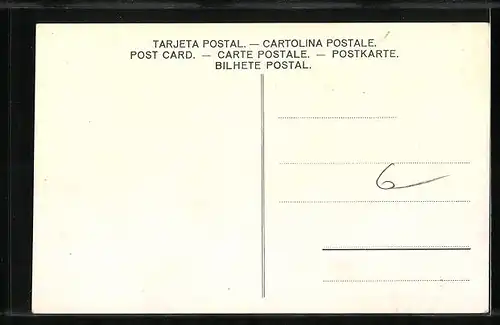 TARJETA POSTAL. — CARTOLINA POSTALE.
POST CARD. — CARTE POSTALE. — POSTKARTE.
BILHETE POSTAL.
6